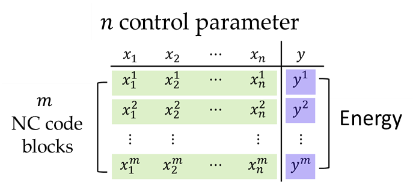 n control parameter
x₁ x₂ ⋯ xₙ y
x₁¹ x₂¹ ⋯ xₙ¹ y¹
x₁² x₂² ⋯ xₙ² y²
⋮ ⋮ ⋮ ⋮
x₁ᵐ x₂ᵐ ⋯ xₙᵐ yᵐ
m
NC code
blocks
Energy